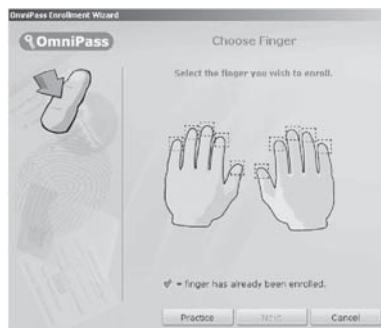 OmniPass Enrollment Wizard
OmniPass
Choose Finger
Select the finger you wish to enroll.
= finger has already been enrolled.
Practice
Next
Cancel